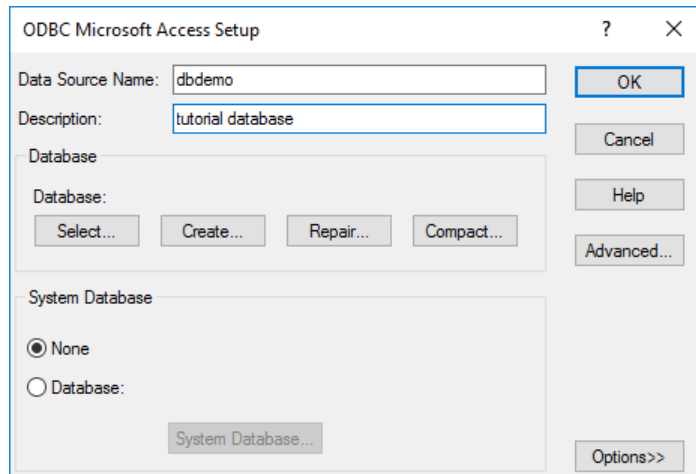 ODBC Microsoft Access Setup ?
Data Source Name: dbdemo OK
Description: tutorial database
Cancel
Database
Database: Help
Select... Create... Repair... Compact...
Advanced...
System Database
None
Database:
System Database...
Options>>